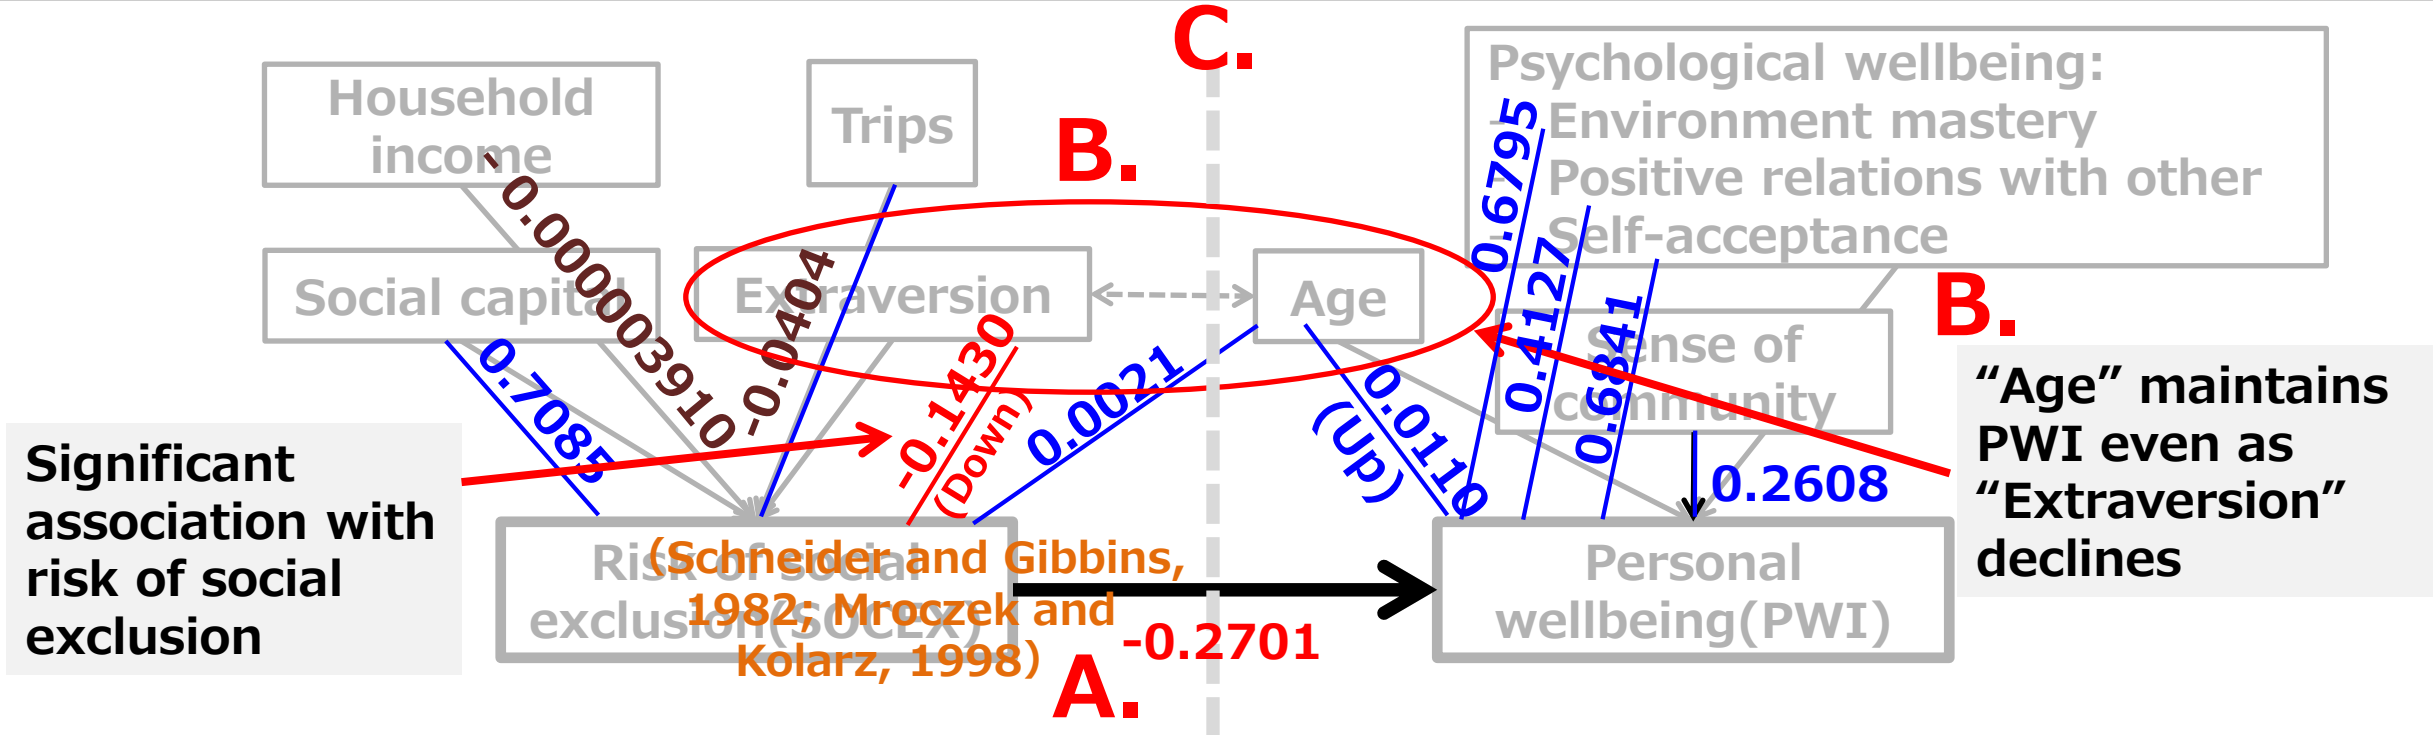 C.
Household
income
Trips
B.
Psychological wellbeing:
- Environment mastery
- Positive relations with other
- Self-acceptance
Social capital
Extraversion
Age
-0.000003910
-0.0404
0.7085
-0.1430
(Down)
0.0021
0.0110
(Up)
0.6795
0.4127
0.6841
Sense of
community
0.2608
B.
“Age” maintains
PWI even as
“Extraversion”
declines
Significant
association with
risk of social
exclusion
Risk of social
exclusion(SOCEX)
(Schneider and Gibbins,
1982; Mroczek and
Kolarz, 1998)
A.
-0.2701
Personal
wellbeing(PWI)